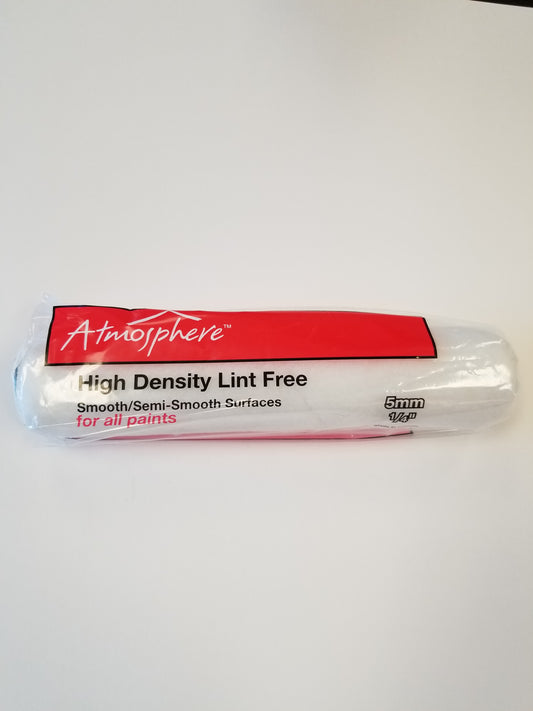 Atmosphere™
High Density Lint Free
Smooth/Semi-Smooth Surfaces
for all paints
5mm
1/4"